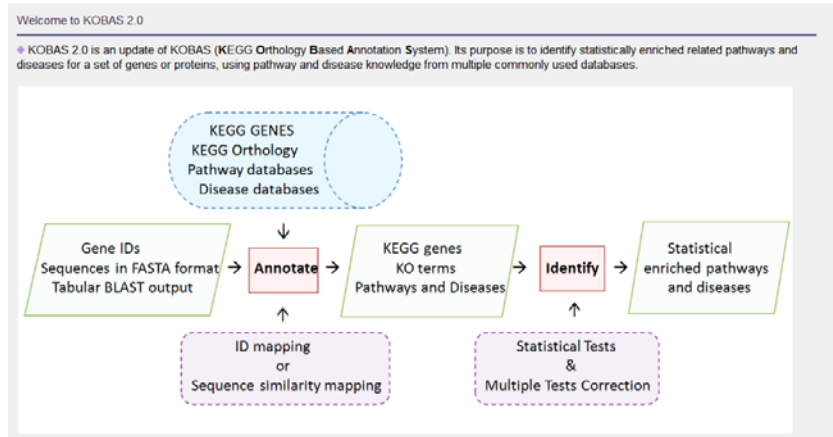 Welcome to KOBAS 2.0
KOBAS 2.0 is an update of KOBAS (KEGG Orthology Based Annotation System). Its purpose is to identify statistically enriched related pathways and
diseases for a set of genes or proteins, using pathway and disease knowledge from multiple commonly used databases.
KEGG GENES
KEGG Orthology
Pathway databases
Disease databases
Gene IDs
Sequences in FASTA format
Tabular BLAST output
Annotate
KEGG genes
KO terms
Pathways and Diseases
Identify
Statistical
enriched pathways
and diseases
ID mapping
or
Sequence similarity mapping
Statistical Tests
&
Multiple Tests Correction